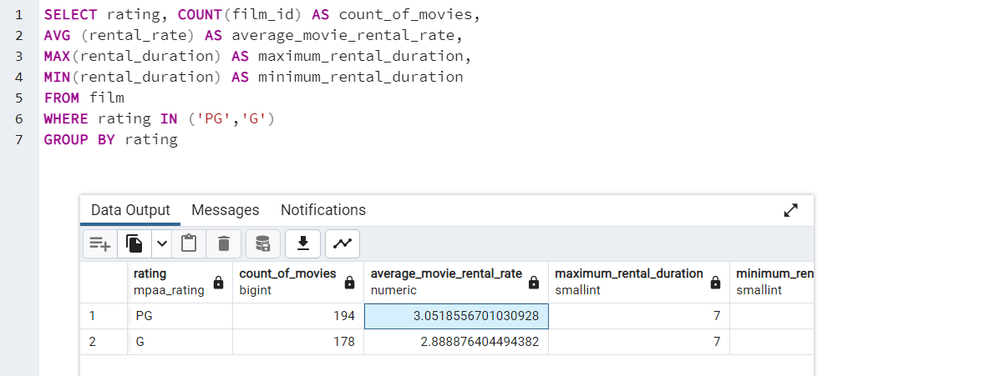 1 SELECT rating, COUNT(film_id) AS count_of_movies,
2 AVG (rental_rate) AS average_movie_rental_rate,
3 MAX(rental_duration) AS maximum_rental_duration,
4 MIN(rental_duration) AS minimum_rental_duration
5 FROM film
6 WHERE rating IN ('PG','G')
7 GROUP BY rating
Data Output Messages Notifications
rating count_of_movies average_movie_rental_rate maximum_rental_duration minimum_ren
mpaa_rating bigint numeric smallint smallint
1 PG 194 3.0518556701030928 7
2 G 178 2.888876404494382 7